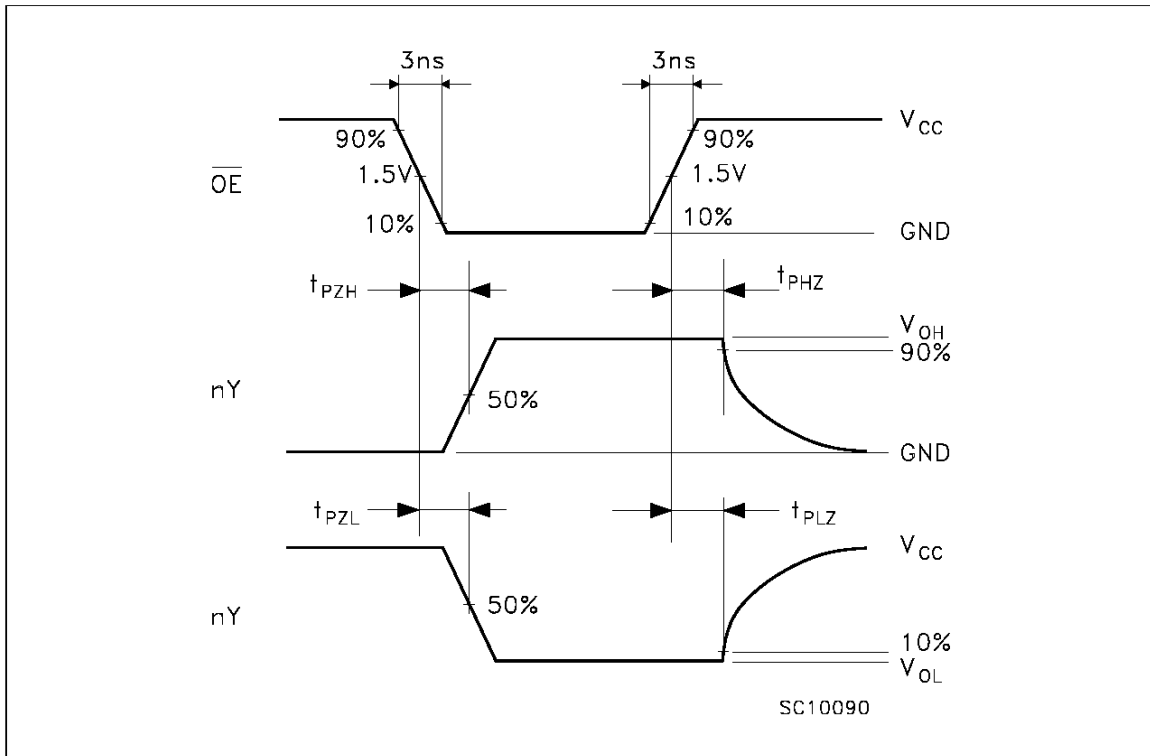 3ns 3ns
V_CC
90% 90%
OE
1.5V 1.5V
10% 10%
GND
t_PZH t_PHZ
V_OH
90%
nY
50%
GND
t_PZL t_PLZ
V_CC
nY
50%
10%
V_OL
SC10090